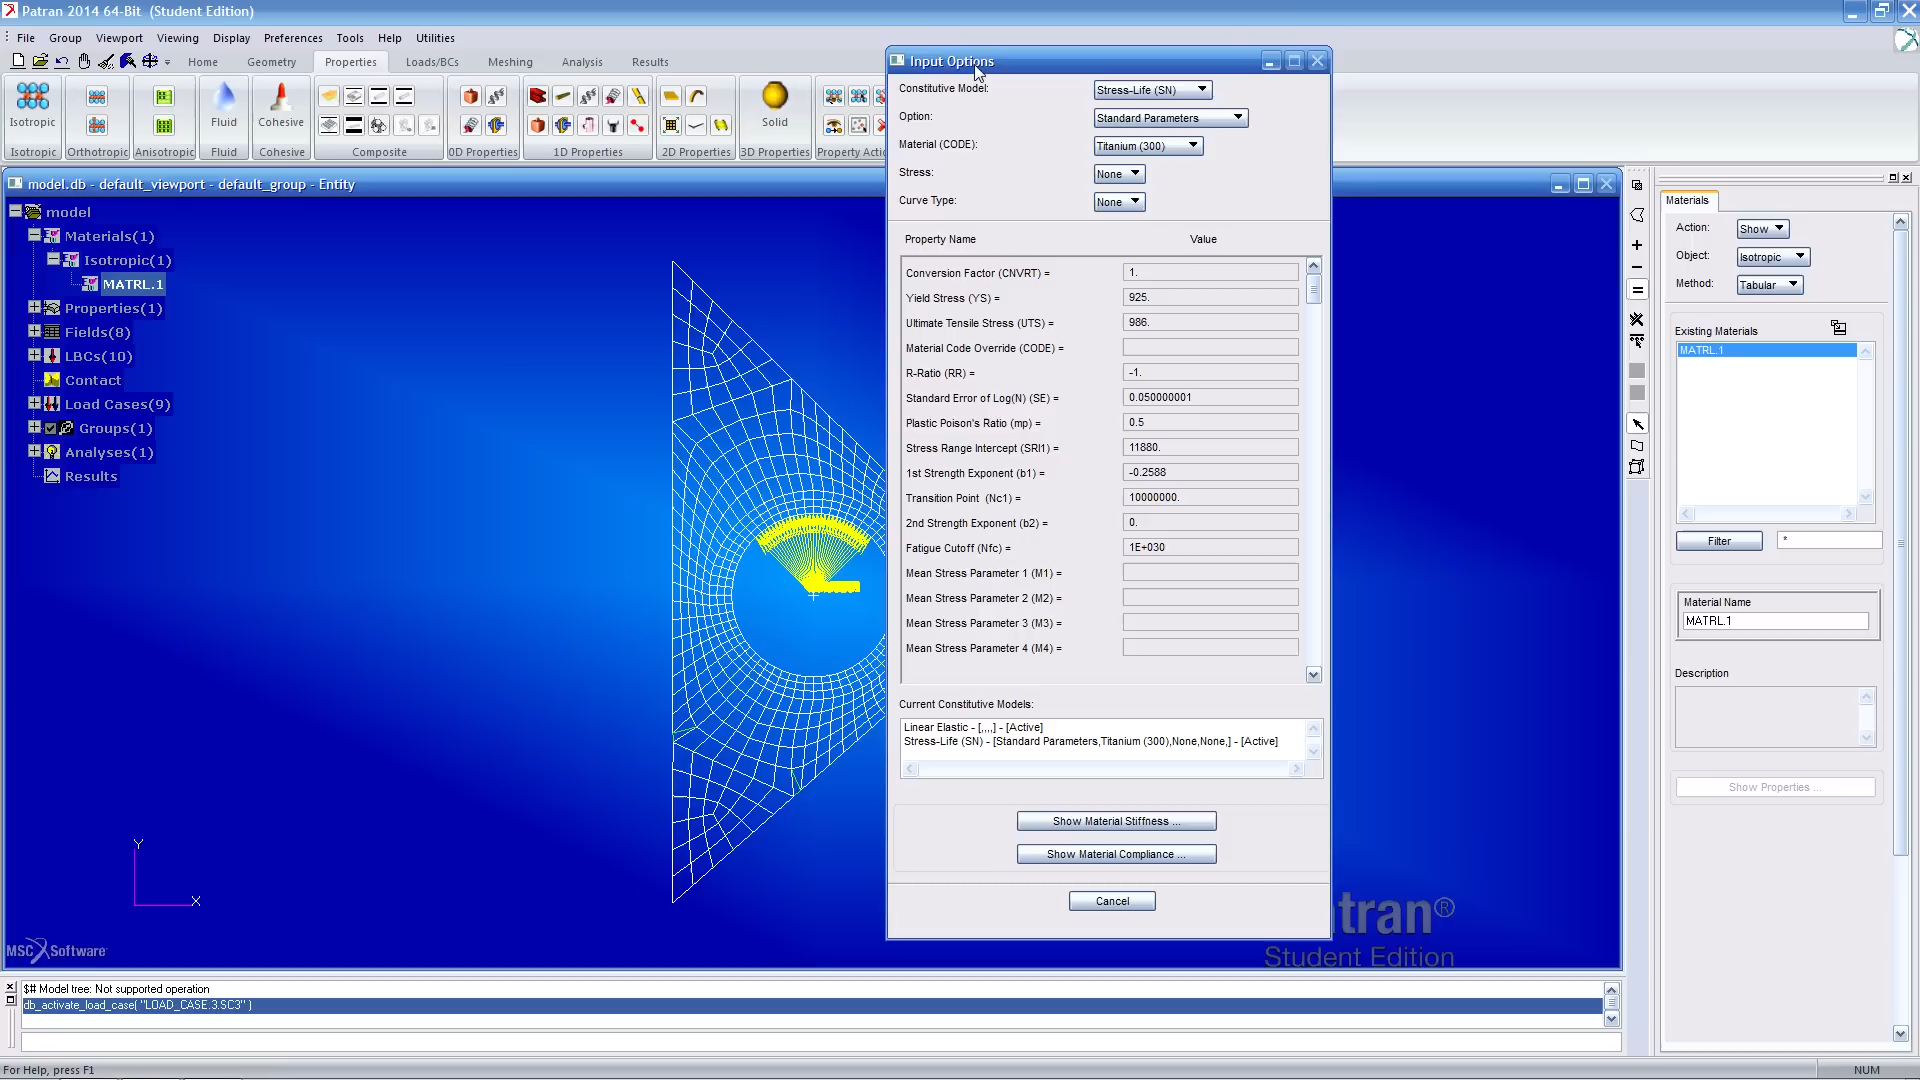 Patran 2014 64-Bit (Student Edition)
File Group Viewport Viewing Display Preferences Tools Help Utilities
Home Geometry Properties Loads/BCs Meshing Analysis Results
Isotropic Fluid Cohesive Solid
Isotropic Orthotropic Anisotropic Fluid Cohesive Composite 0D Properties 1D Properties 2D Properties 3D Properties Property Actio
model.db - default_viewport - default_group - Entity
model
Materials(1)
Isotropic(1)
MATRL.1
Properties(1)
Fields(8)
LBCs(10)
Contact
Load Cases(9)
Groups(1)
Analyses(1)
Results
Y
X
MSC Software
Input Options
Constitutive Model: Stress-Life (SN)
Option: Standard Parameters
Material (CODE): Titanium (300)
Stress: None
Curve Type: None
Property Name Value
Conversion Factor (CNVRT) = 1.
Yield Stress (YS) = 925.
Ultimate Tensile Stress (UTS) = 986.
Material Code Override (CODE) =
R-Ratio (RR) = -1.
Standard Error of Log(N) (SE) = 0.050000001
Plastic Poison's Ratio (mp) = 0.5
Stress Range Intercept (SRI1) = 11880.
1st Strength Exponent (b1) = -0.2588
Transition Point (Nc1) = 10000000.
2nd Strength Exponent (b2) = 0.
Fatigue Cutoff (Nfc) = 1E+030
Mean Stress Parameter 1 (M1) =
Mean Stress Parameter 2 (M2) =
Mean Stress Parameter 3 (M3) =
Mean Stress Parameter 4 (M4) =
Current Constitutive Models:
Linear Elastic - [,,,,] - [Active]
Stress-Life (SN) - [Standard Parameters,Titanium (300),None,None,] - [Active]
Show Material Stiffness ...
Show Material Compliance ...
Cancel
tran®
Student Edition
Materials
Action: Show
Object: Isotropic
Method: Tabular
Existing Materials
MATRL.1
Filter *
Material Name
MATRL.1
Description
Show Properties ...
$# Model tree: Not supported operation
db_activate_load_case( "LOAD_CASE.3.SC3" )
For Help, press F1
NUM